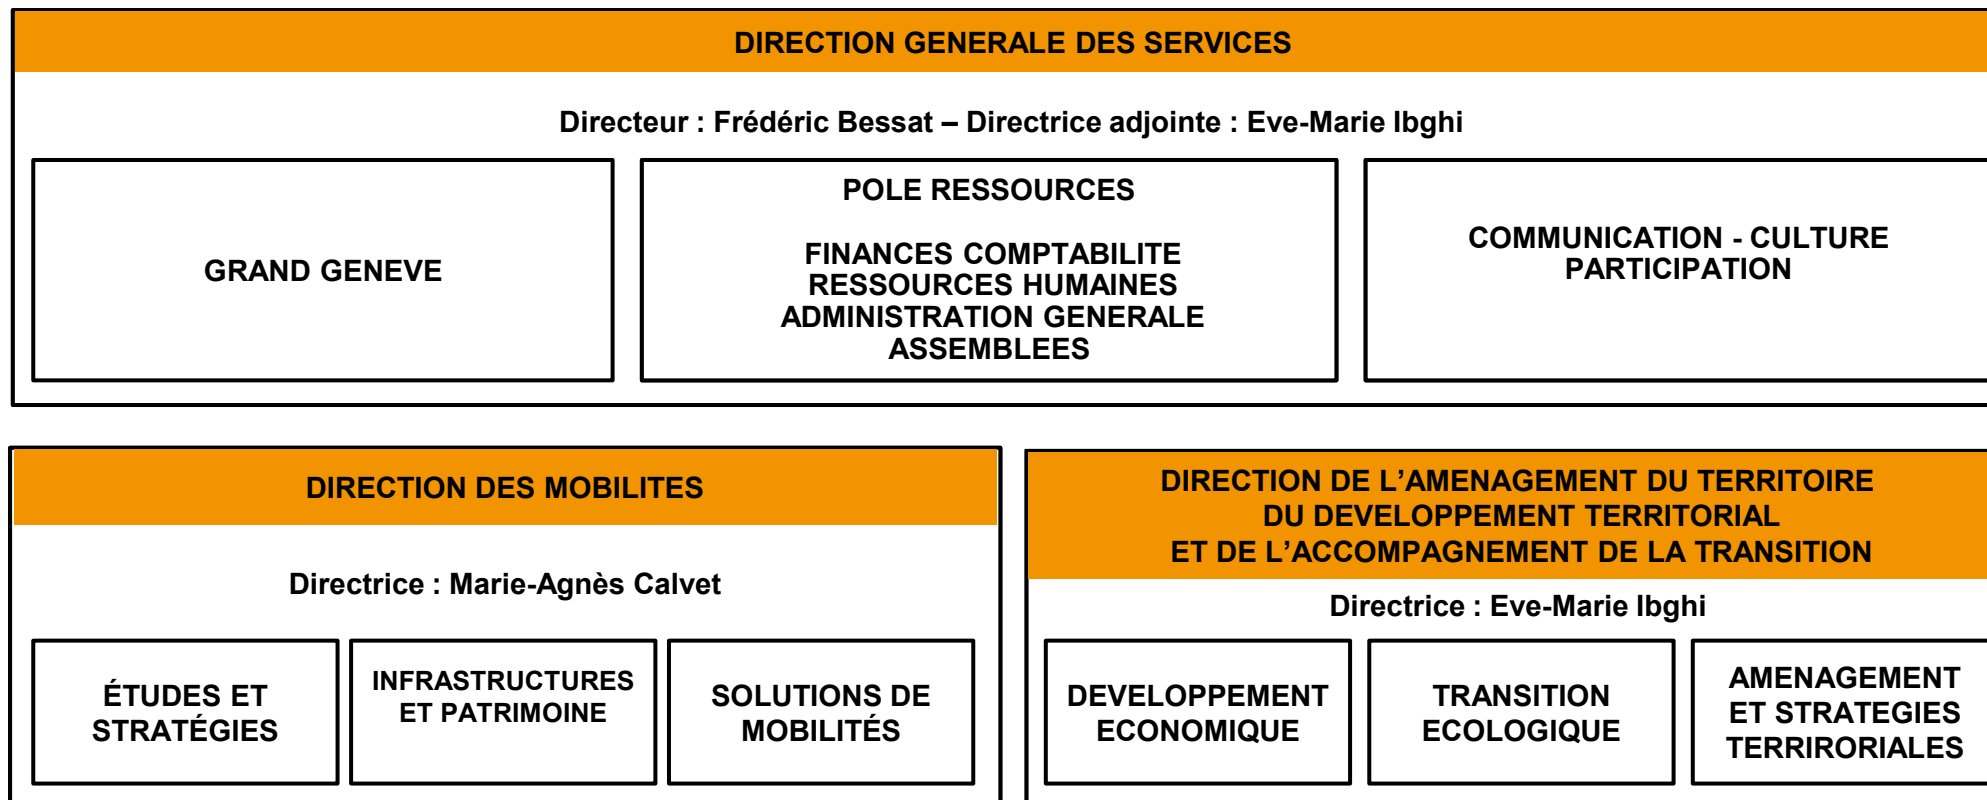 DIRECTION GENERALE DES SERVICES
Directeur : Frédéric Bessat – Directrice adjointe : Eve-Marie Ibghi
GRAND GENEVE
POLE RESSOURCES
FINANCES COMPTABILITE
RESSOURCES HUMAINES
ADMINISTRATION GENERALE
ASSEMBLEES
COMMUNICATION - CULTURE
PARTICIPATION
DIRECTION DES MOBILITES
Directrice : Marie-Agnès Calvet
ÉTUDES ET
STRATÉGIES
INFRASTRUCTURES
ET PATRIMOINE
SOLUTIONS DE
MOBILITÉS
DIRECTION DE L’AMENAGEMENT DU TERRITOIRE
DU DEVELOPPEMENT TERRITORIAL
ET DE L’ACCOMPAGNEMENT DE LA TRANSITION
Directrice : Eve-Marie Ibghi
DEVELOPPEMENT
ECONOMIQUE
TRANSITION
ECOLOGIQUE
AMENAGEMENT
ET STRATEGIES
TERRIRORIALES